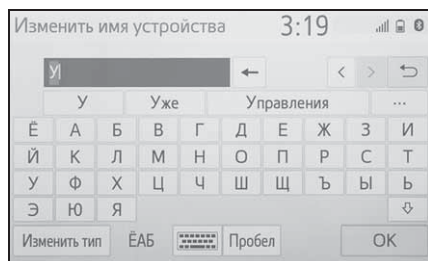 Изменить имя устройства 3:19
У
У Уже Управления ...
Ё А Б В Г Д Е Ж З И
Й К Л М Н О П Р С Т
У Ф Х Ц Ч Ш Щ Ъ Ы Ь
Э Ю Я
Изменить тип ЁАБ Пробел OK